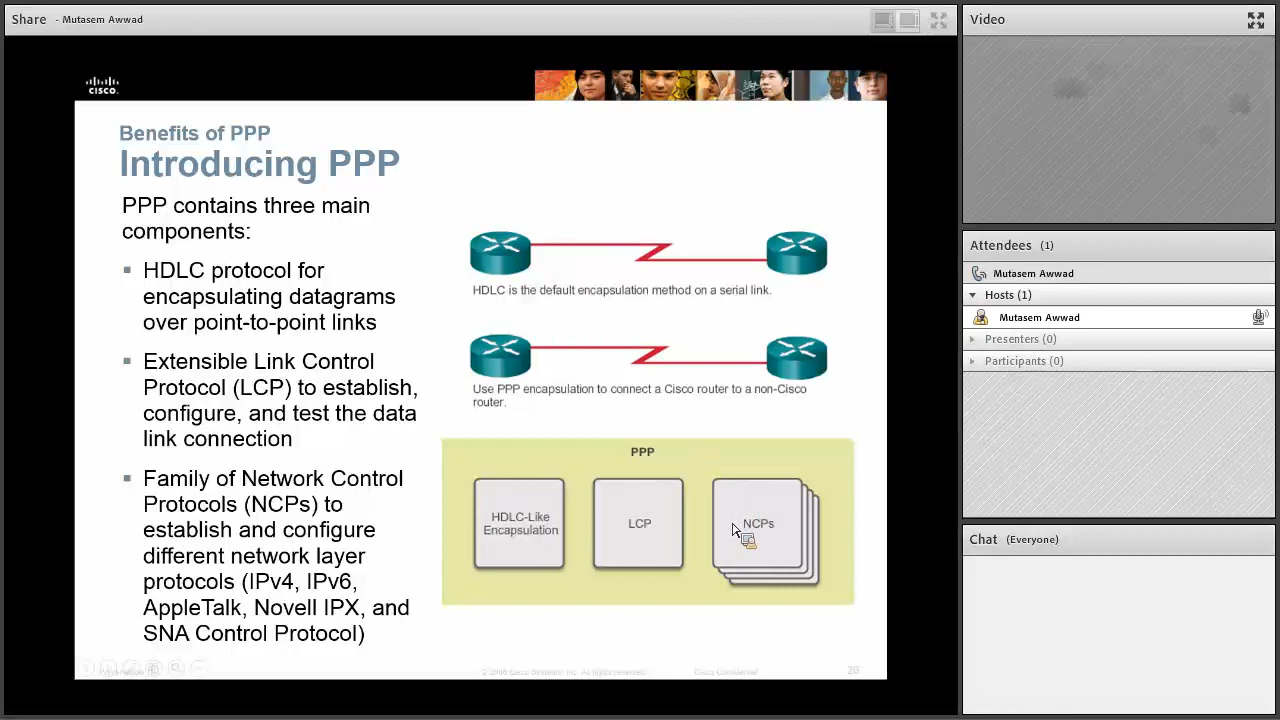 Share - Mutasem Awwad
Video
CISCO.
Benefits of PPP
Introducing PPP
PPP contains three main
components:
HDLC protocol for
encapsulating datagrams
over point-to-point links
Extensible Link Control
Protocol (LCP) to establish,
configure, and test the data
link connection
Family of Network Control
Protocols (NCPs) to
establish and configure
different network layer
protocols (IPv4, IPv6,
AppleTalk, Novell IPX, and
SNA Control Protocol)
HDLC is the default encapsulation method on a serial link.
Use PPP encapsulation to connect a Cisco router to a non-Cisco
router.
PPP
HDLC-Like
Encapsulation
LCP
NCPs
Cisco Confidential
26
Attendees (1)
Mutasem Awwad
Hosts (1)
Mutasem Awwad
Presenters (0)
Participants (0)
Chat (Everyone)